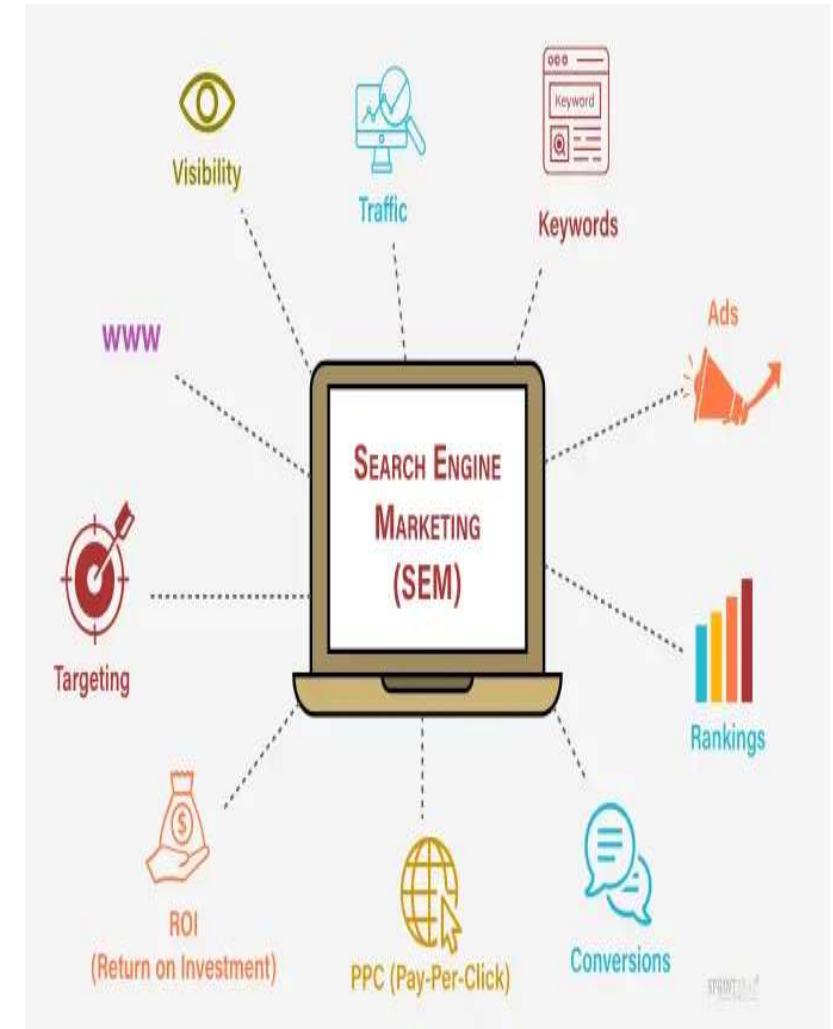 Visibility
Traffic
Keyword
Keywords
www
Ads
SEARCH ENGINE
MARKETING
(SEM)
Targeting
Rankings
$
ROI
(Return on Investment)
PPC (Pay-Per-Click)
Conversions